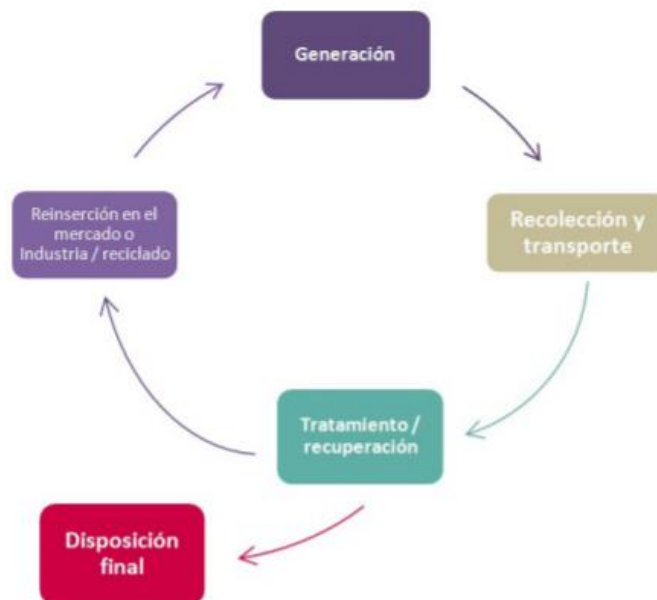 Generación
Recolección y
transporte
Tratamiento /
recuperación
Disposición
final
Reinserción en el
mercado o
Industria / reciclado